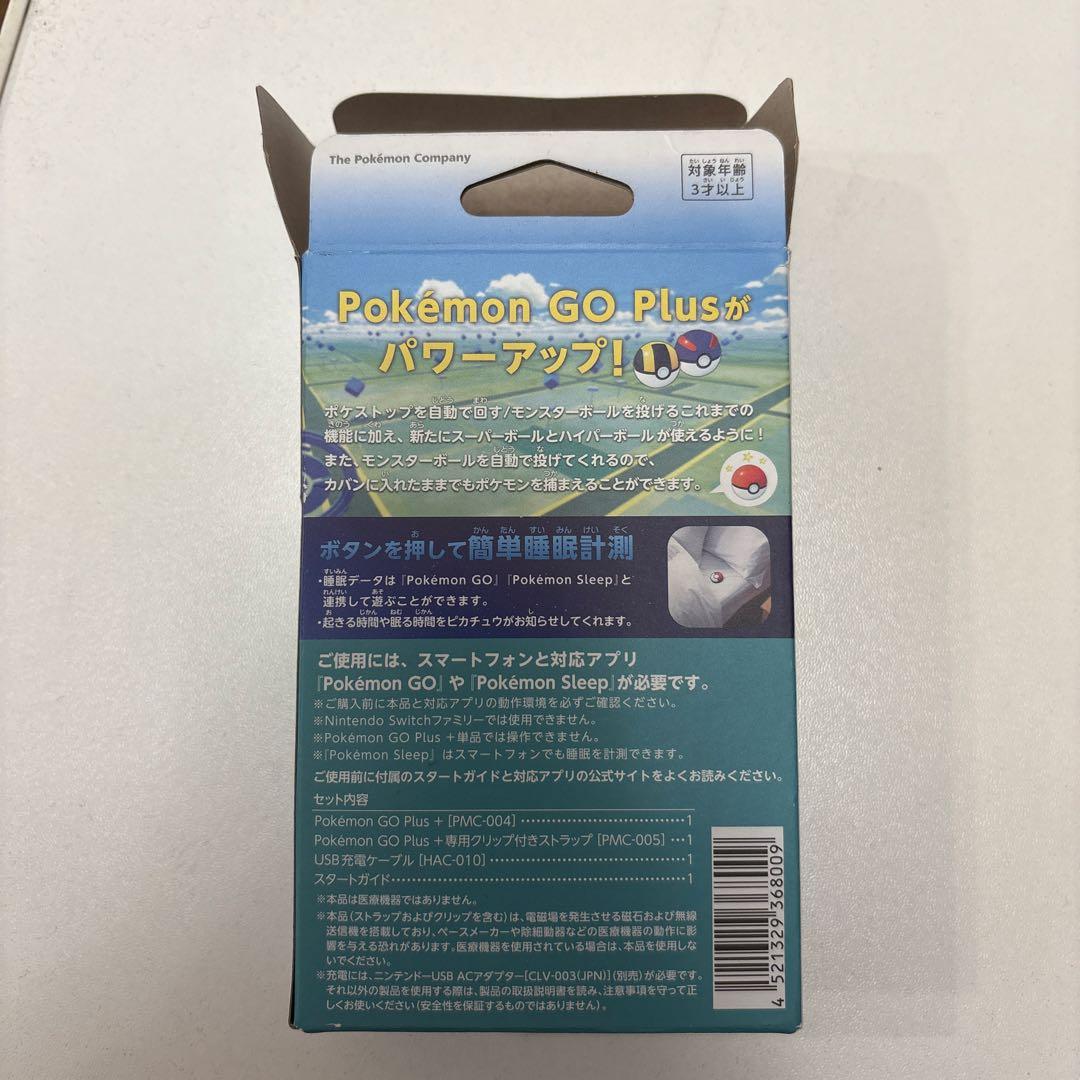 The Pokémon Company
対象年齢
3才以上
Pokémon GO Plusが
パワーアップ!
ポケストップを自動で回す/モンスターボールを投げるこれまでの
機能に加え、新たにスーパーボールとハイパーボールが使えるように!
また、モンスターボールを自動で投げてくれるので、
カバンに入れたままでもポケモンを捕まえることができます。
ボタンを押して簡単睡眠計測
・睡眠データは『Pokémon GO』『Pokémon Sleep』と
連携して遊ぶことができます。
・起きる時間や眠る時間をピカチュウがお知らせしてくれます。
ご使用には、スマートフォンと対応アプリ
『Pokémon GO』や『Pokémon Sleep』が必要です。
※ご購入前に本品と対応アプリの動作環境を必ずご確認ください。
※Nintendo Switchファミリーでは使用できません。
※Pokémon GO Plus +単品では操作できません。
※『Pokémon Sleep』はスマートフォンでも睡眠を計測できます。
ご使用前に付属のスタートガイドと対応アプリの公式サイトをよくお読みください。
セット内容
Pokémon GO Plus + [PMC-004] ……………………………1
Pokémon GO Plus +専用クリップ付きストラップ [PMC-005] …1
USB充電ケーブル [HAC-010] …………………………………1
スタートガイド……………………………………………………1
※本品は医療機器ではありません。
※本品(ストラップおよびクリップを含む)は、電磁場を発生させる磁石および無線
送信機を搭載しており、ペースメーカーや除細動器などの医療機器の動作に影
響を与える恐れがあります。医療機器を使用されている場合は、本品を使用しな
いでください。
※充電には、ニンテンドーUSB ACアダプター[CLV-003(JPN)](別売)が必要です。
それ以外の製品を使用する際は、製品の取扱説明書を読み、注意事項を守って正
しくお使いください(安全性を保証するものではありません)。
4 521329 368009